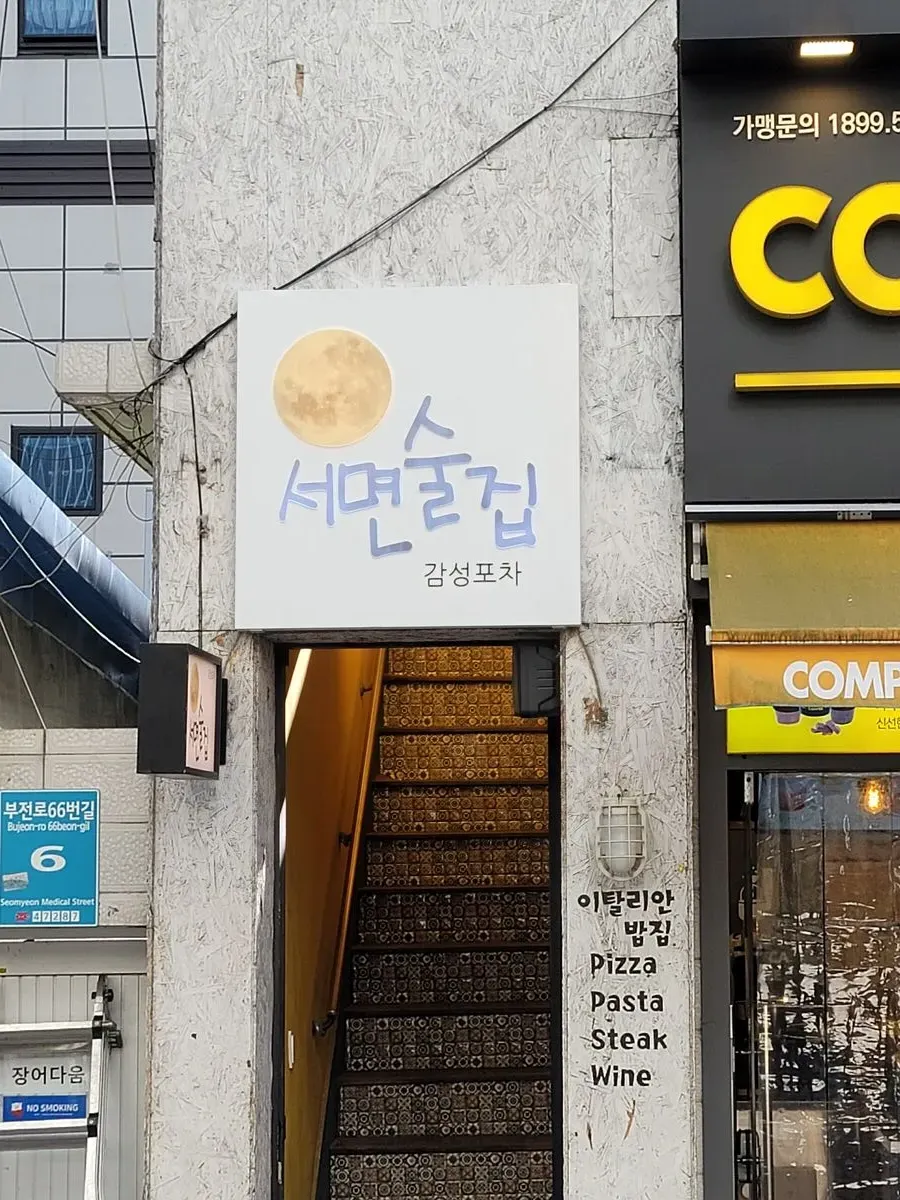 가맹문의 1899.5
CO
세면술집
감성포차
COMP
부전로66번길
Bujeon-ro 66beon-gil
6
Seomyeon Medical Street
47287
이탈리안
밥집
Pizza
Pasta
Steak
Wine
장어다음
NO SMOKING